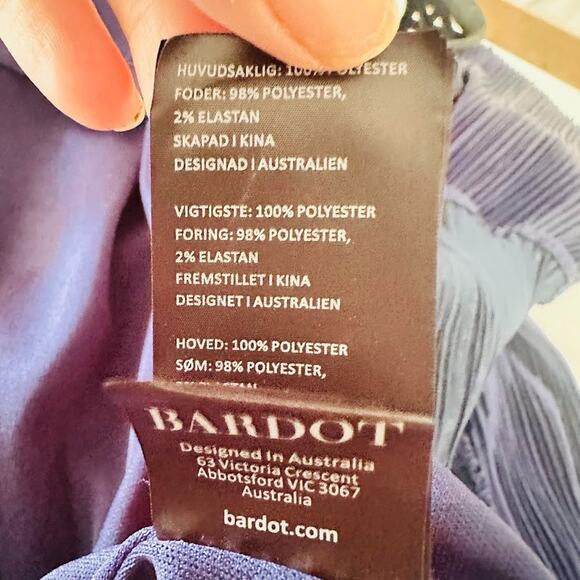 HUVUDSAKLIG: 100% POLYESTER
FODER: 98% POLYESTER,
2% ELASTAN
SKAPAD I KINA
DESIGNAD I AUSTRALIEN
VIGTIGSTE: 100% POLYESTER
FORING: 98% POLYESTER,
2% ELASTAN
FREMSTILLET I KINA
DESIGNET I AUSTRALIEN
HOVED: 100% POLYESTER
SØM: 98% POLYESTER,
BARDOT
Designed In Australia
63 Victoria Crescent
Abbotsford VIC 3067
Australia
bardot.com